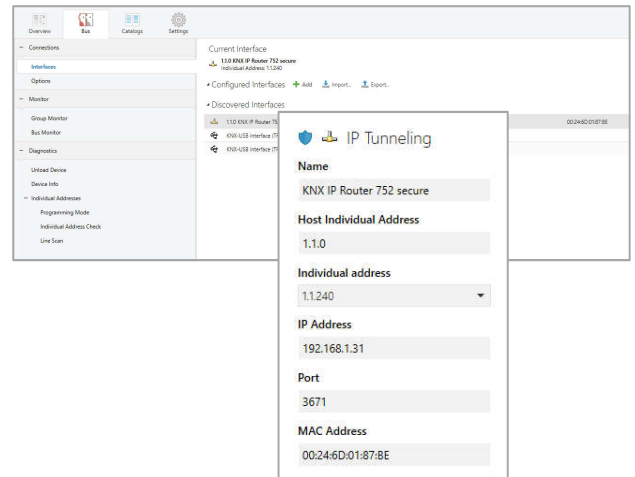 Overview Bus Catalogs Settings
Connections
Interfaces
Options
Monitor
Group Monitor
Bus Monitor
Diagnostics
Unload Device
Device Info
Individual Addresses
Programming Mode
Individual Address Check
Line Scan
Current Interface
1.1.0 KNX IP Router 752 secure
Individual Address: 1.1.240
Configured Interfaces + Add Import... Export...
Discovered Interfaces
1.1.0 KNX IP Router 75 00:24:6D:01:87:BE
KNX-USB Interface (TP
KNX-USB Interface (TP
IP Tunneling
Name
KNX IP Router 752 secure
Host Individual Address
1.1.0
Individual address
1.1.240
IP Address
192.168.1.31
Port
3671
MAC Address
00:24:6D:01:87:BE